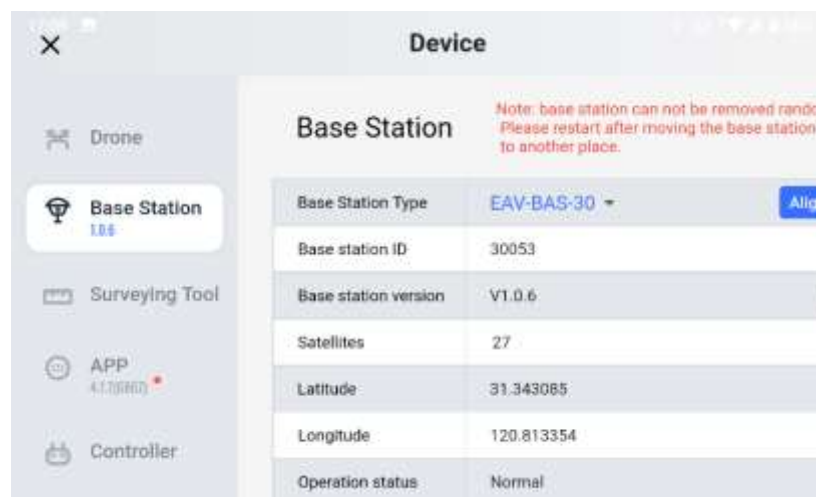 Device
Drone
Base Station
1.0.6
Surveying Tool
APP
Controller
Base Station
Note: base station can not be removed rando
Please restart after moving the base station
to another place.
Base Station Type EAV-BAS-30 Alig
Base station ID 30053
Base station version V1.0.6
Satellites 27
Latitude 31.343085
Longitude 120.813354
Operation status Normal